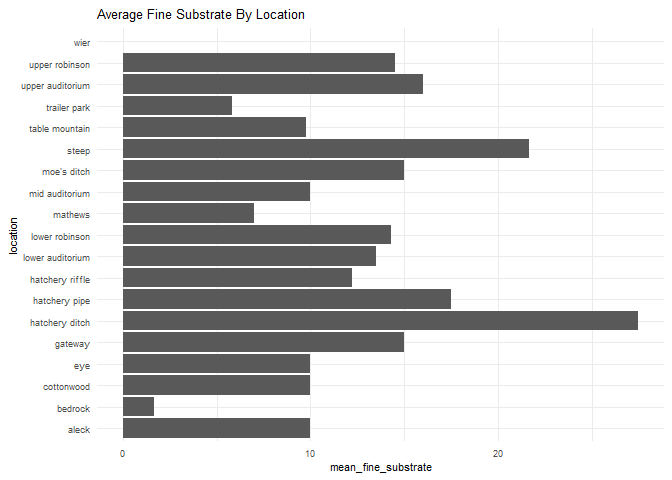 Average Fine Substrate By Location
wier
upper robinson
upper auditorium
trailer park
table mountain
steep
moe's ditch
mid auditorium
mathews
lower robinson
lower auditorium
hatchery riffle
hatchery pipe
hatchery ditch
gateway
eye
cottonwood
bedrock
aleck
location
0 10 20
mean_fine_substrate